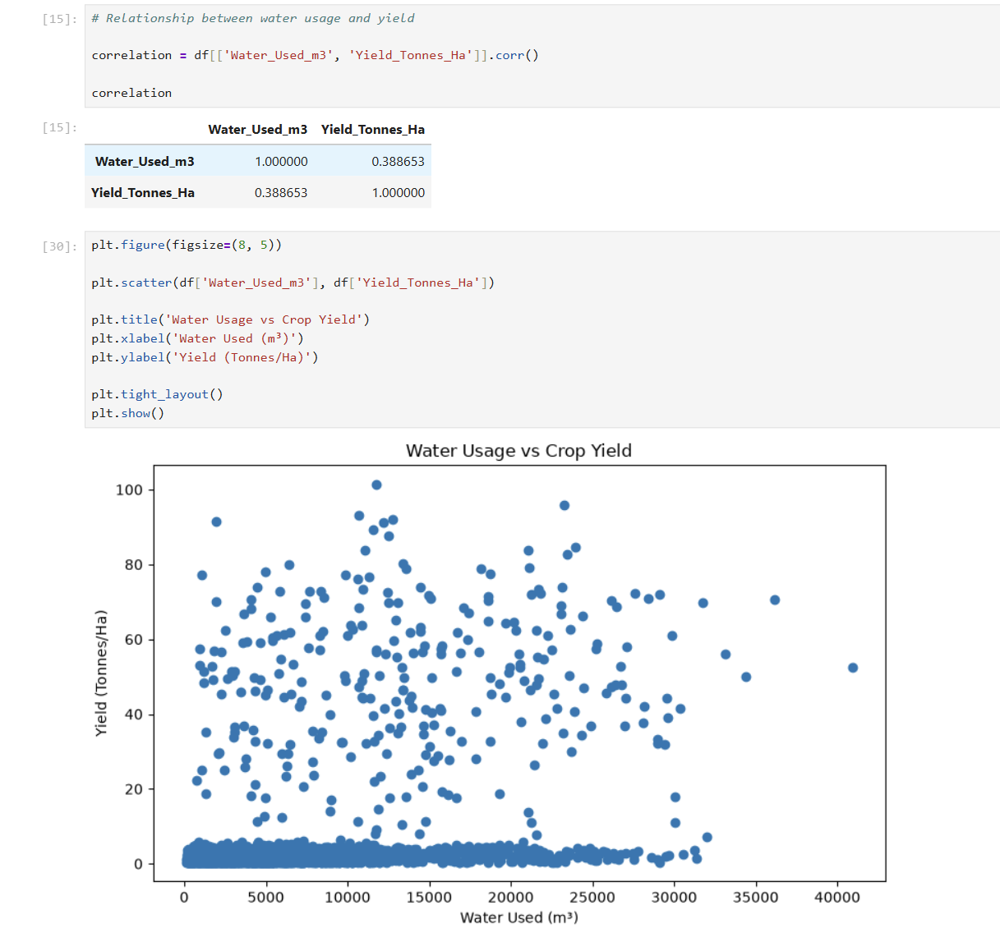 [15]: # Relationship between water usage and yield
correlation = df[['Water_Used_m3', 'Yield_Tonnes_Ha']].corr()
correlation
[15]: Water_Used_m3 Yield_Tonnes_Ha
Water_Used_m3 1.000000 0.388653
Yield_Tonnes_Ha 0.388653 1.000000
[30]: plt.figure(figsize=(8, 5))
plt.scatter(df['Water_Used_m3'], df['Yield_Tonnes_Ha'])
plt.title('Water Usage vs Crop Yield')
plt.xlabel('Water Used (m³)')
plt.ylabel('Yield (Tonnes/Ha)')
plt.tight_layout()
plt.show()
Water Usage vs Crop Yield
100
80
60
40
20
0
Yield (Tonnes/Ha)
0 5000 10000 15000 20000 25000 30000 35000 40000
Water Used (m³)